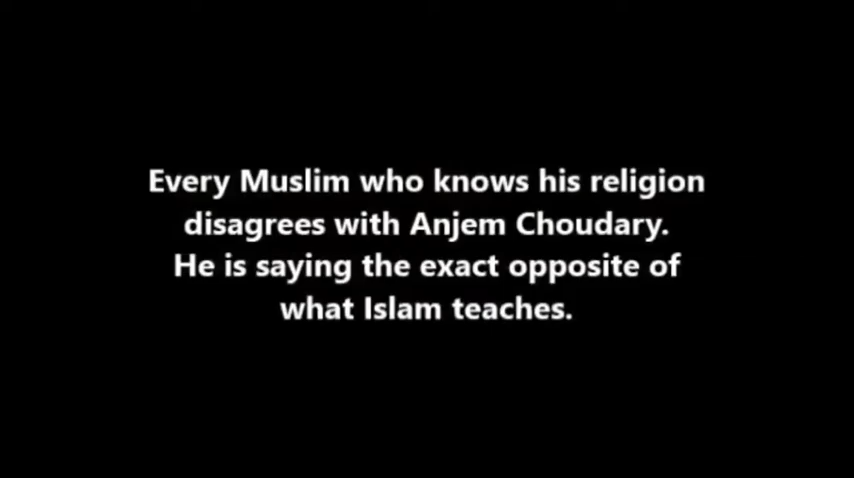 Every Muslim who knows his religion
disagrees with Anjem Choudary.
He is saying the exact opposite of
what Islam teaches.